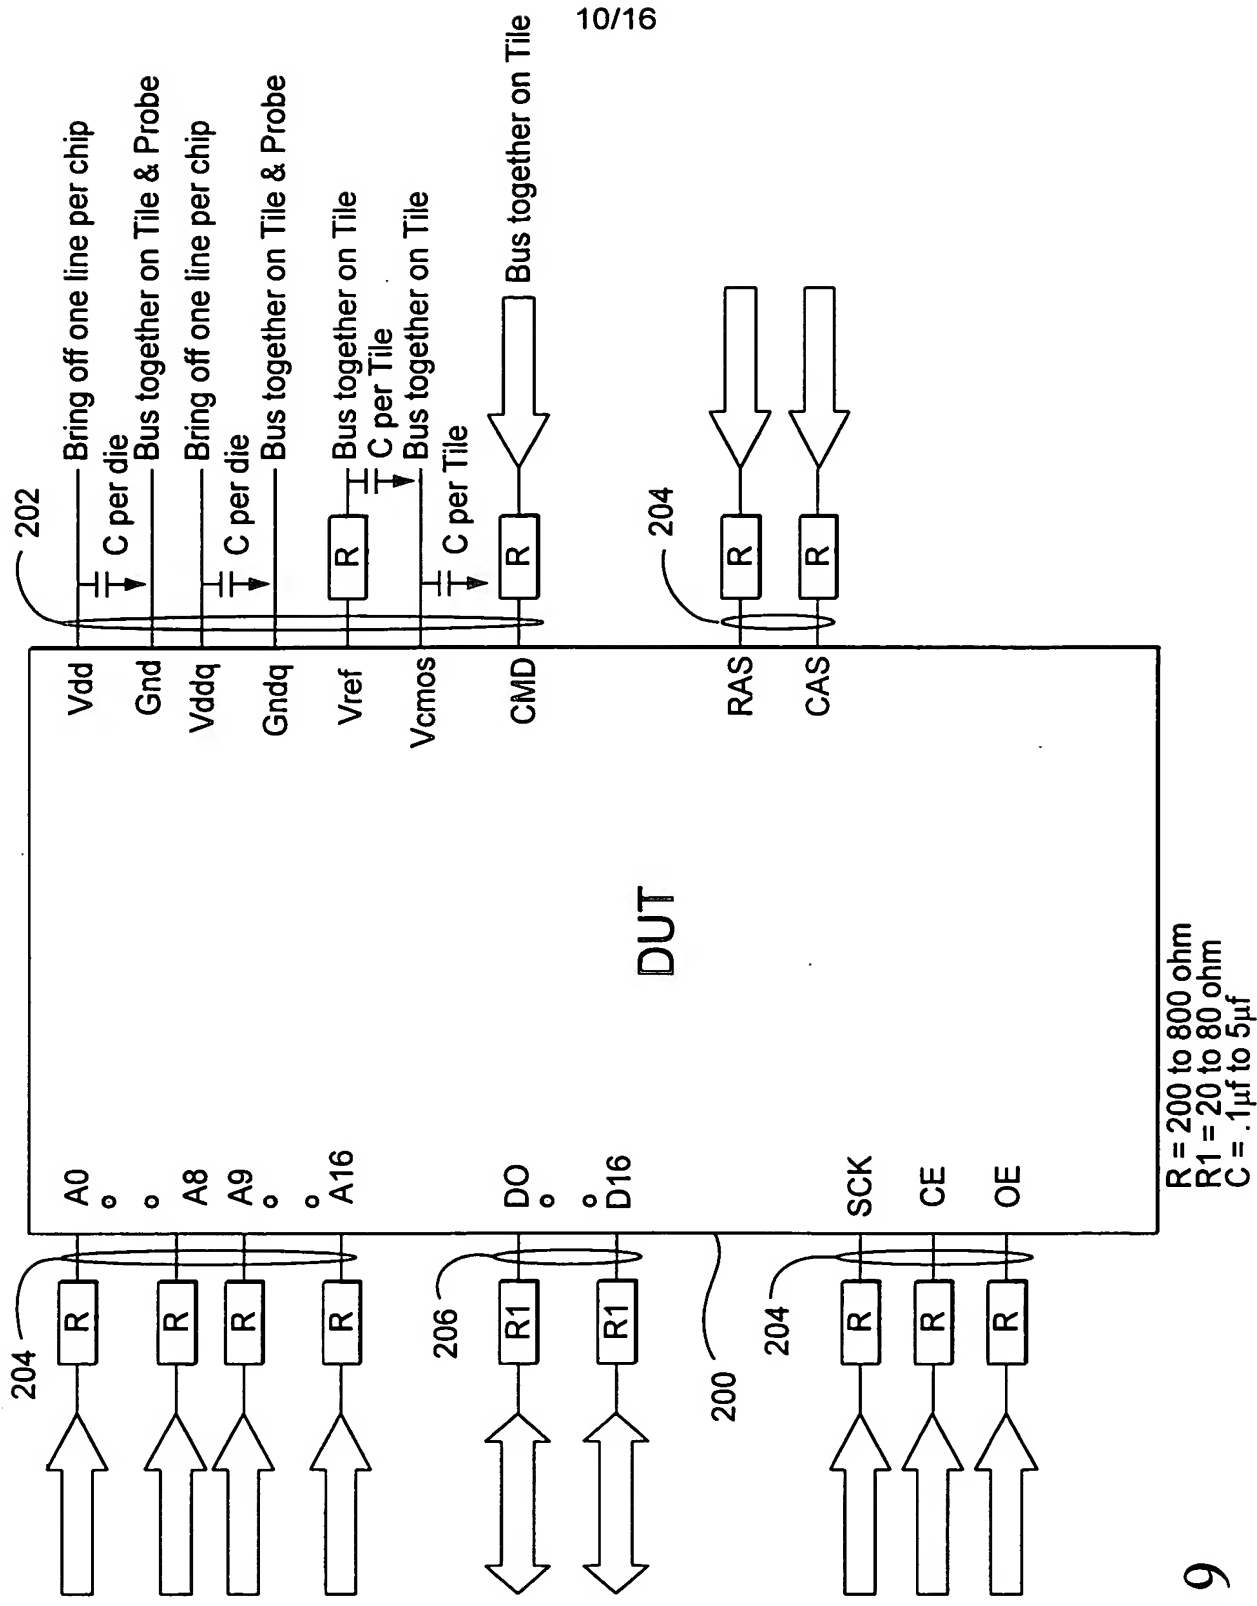 10/16
202
Bring off one line per chip
C per die
Bus together on Tile & Probe
Bring off one line per chip
C per die
Bus together on Tile & Probe
Bus together on Tile
C per Tile
Bus together on Tile
C per Tile
Bus together on Tile
R
R
204
R
R
Vdd
Gnd
Vddq
Gndq
Vref
Vcmos
CMD
RAS
CAS
DUT
A0
A8
A9
A16
DO
D16
SCK
CE
OE
204
R
R
R
R
206
R1
R1
200
204
R
R
R
R = 200 to 800 ohm
R1 = 20 to 80 ohm
C = .1µf to 5µf
9